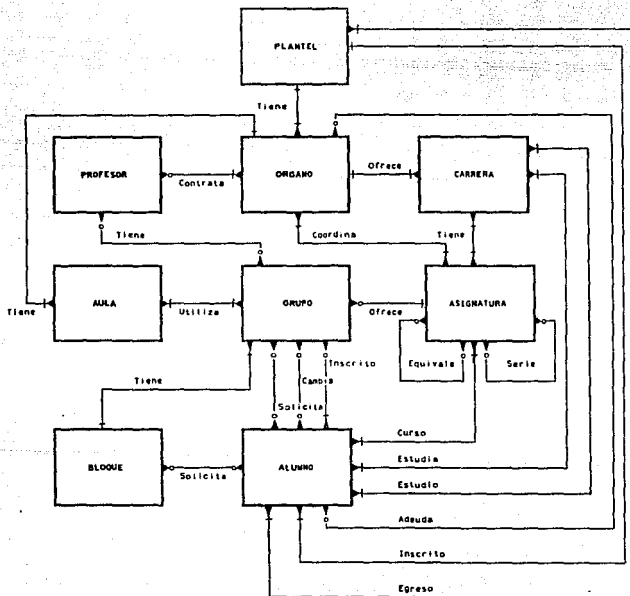 PLANTEL
Tiene
PROFESOR
Contrata
ORGANO
Ofrece
CARRERA
Tiene
Coordina
Tiene
Tiene
AULA
Utiliza
GRUPO
Ofrece
ASIGNATURA
Equivale
Serie
Inscrito
Cambia
Tiene
Solicita
BLOQUE
Solicita
ALUMNO
Curso
Estudia
Estudio
Adeuda
Inscrito
Egreso